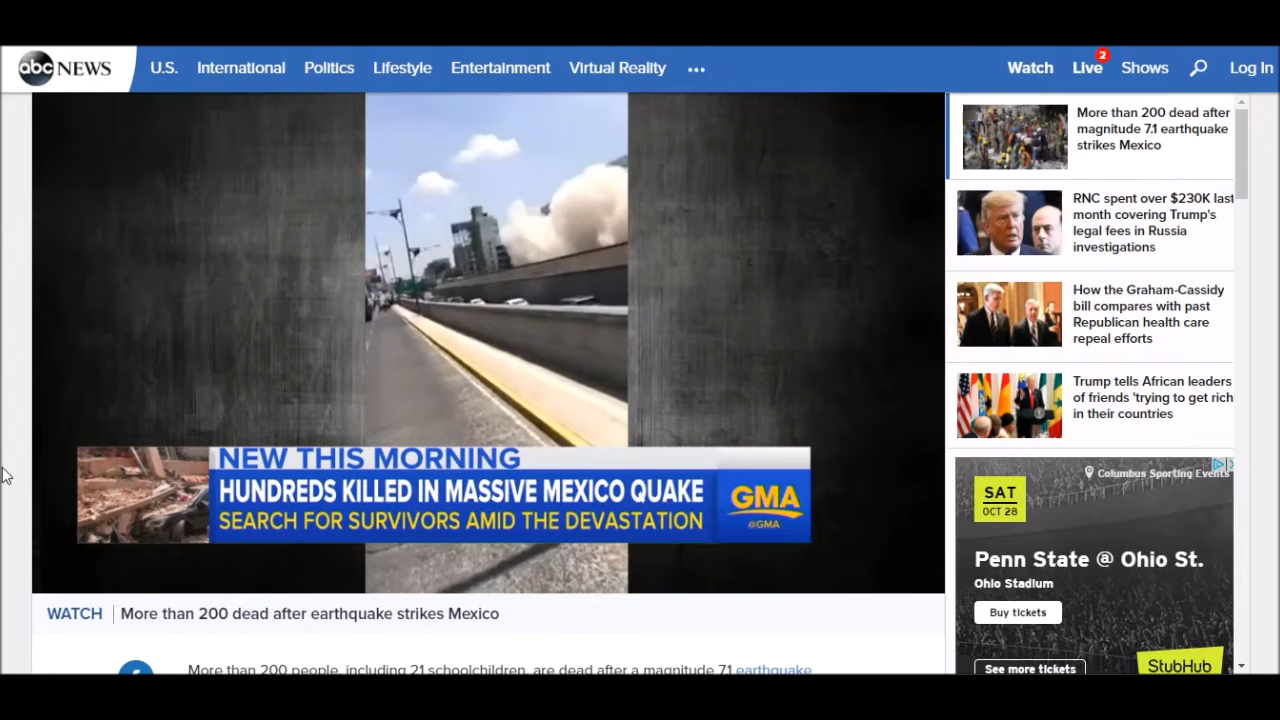 abc NEWS
U.S. International Politics Lifestyle Entertainment Virtual Reality ...
Watch Live 2 Shows Log In
NEW THIS MORNING
HUNDREDS KILLED IN MASSIVE MEXICO QUAKE
SEARCH FOR SURVIVORS AMID THE DEVASTATION
GMA
@GMA
WATCH | More than 200 dead after earthquake strikes Mexico
More than 200 people, including 21 schoolchildren, are dead after a magnitude 7.1 earthquake
More than 200 dead after
magnitude 7.1 earthquake
strikes Mexico
RNC spent over $230K last
month covering Trump's
legal fees in Russia
investigations
How the Graham-Cassidy
bill compares with past
Republican health care
repeal efforts
Trump tells African leaders
of friends 'trying to get rich
in their countries
Columbus Sporting Events
SAT
OCT 28
Penn State @ Ohio St.
Ohio Stadium
Buy tickets
See more tickets
StubHub